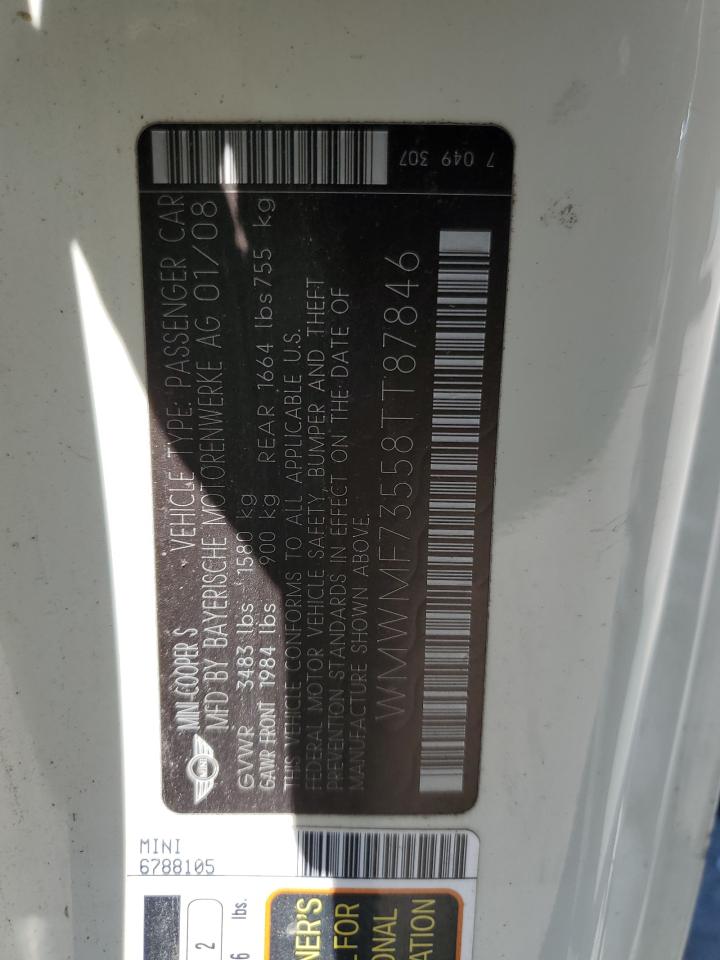 MINI
MINI-COOPER S VEHICLE TYPE: PASSENGER CAR
MFD BY BAYERISCHE MOTORENWERKE AG 01/08
GVWR 3483 lbs 1580 kg
GAWR FRONT 1984 lbs 900 kg REAR 1664 lbs 755 kg
THIS VEHICLE CONFORMS TO ALL APPLICABLE U.S.
FEDERAL MOTOR VEHICLE SAFETY, BUMPER AND THEFT
PREVENTION STANDARDS IN EFFECT ON THE DATE OF
MANUFACTURE SHOWN ABOVE.
WMWMF73558TT87846
7 049 307
MINI
6788105
2
6 lbs.
NER'S
L FOR
ONAL
ATION